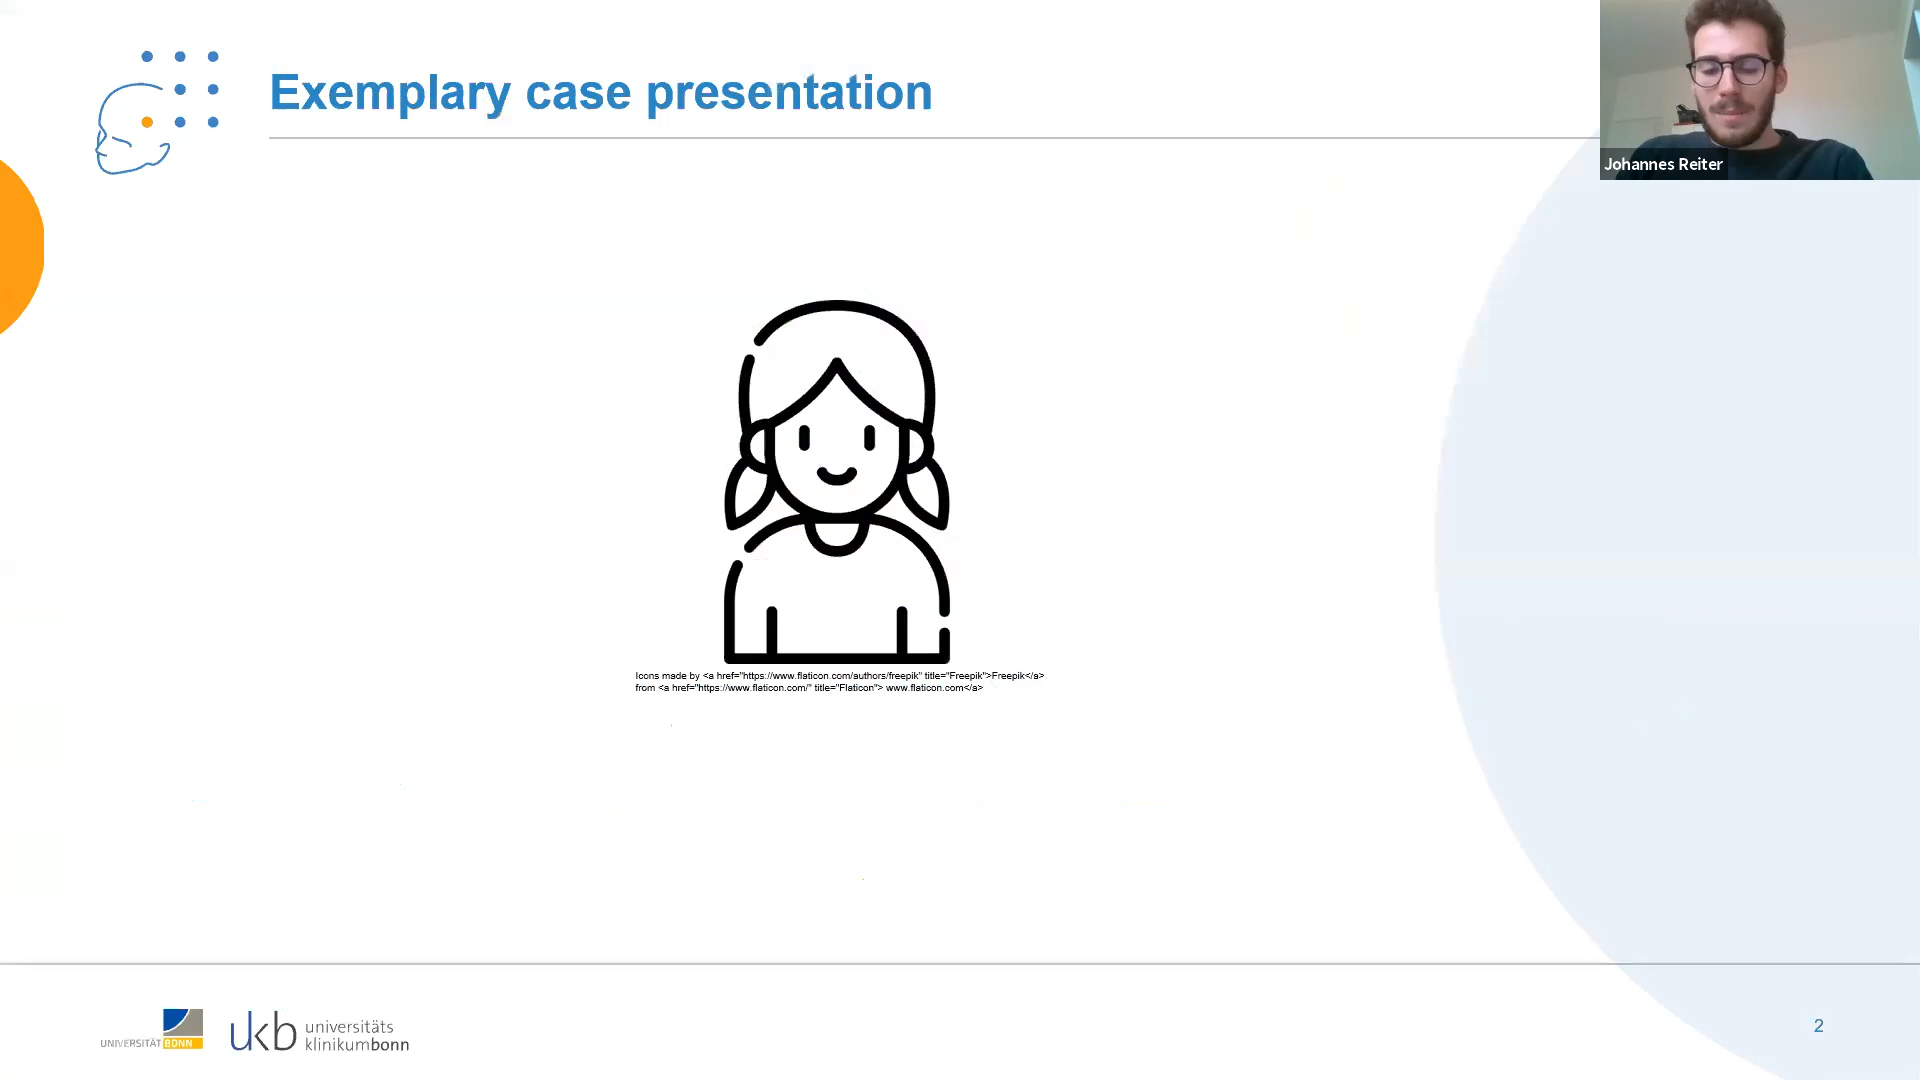 Exemplary case presentation
Johannes Reiter
Icons made by <a href="https://www.flaticon.com/authors/freepik" title="Freepik">Freepik</a>
from <a href="https://www.flaticon.com/" title="Flaticon"> www.flaticon.com</a>
UNIVERSITÄT BONN
ukb universitäts
klinikumbonn
2